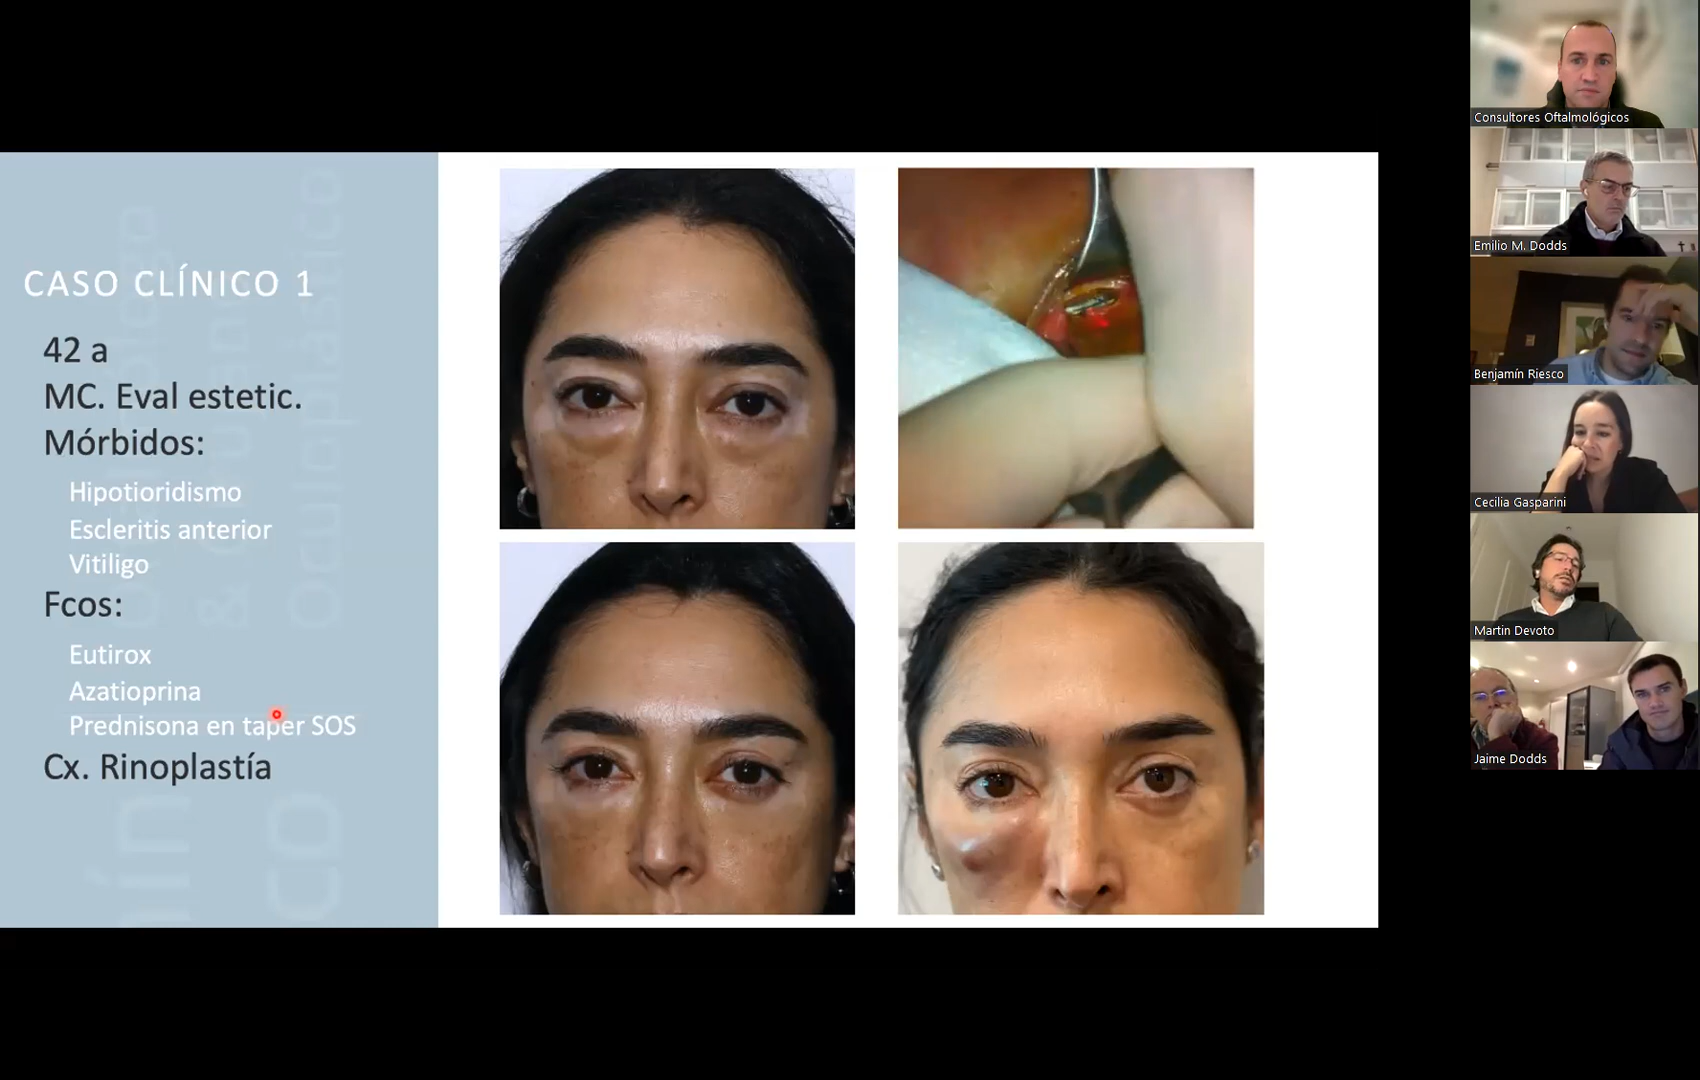 CASO CLÍNICO 1
42 a
MC. Eval estetic.
Mórbidos:
Hipotioridismo
Escleritis anterior
Vitiligo
Fcos:
Eutirox
Azatioprina
Prednisona en taper SOS
Cx. Rinoplastía
Oculoplástico
Consultores Oftalmológicos
Emilio M. Dodds
Benjamín Riesco
Cecilia Gasparini
Martin Devoto
Jaime Dodds